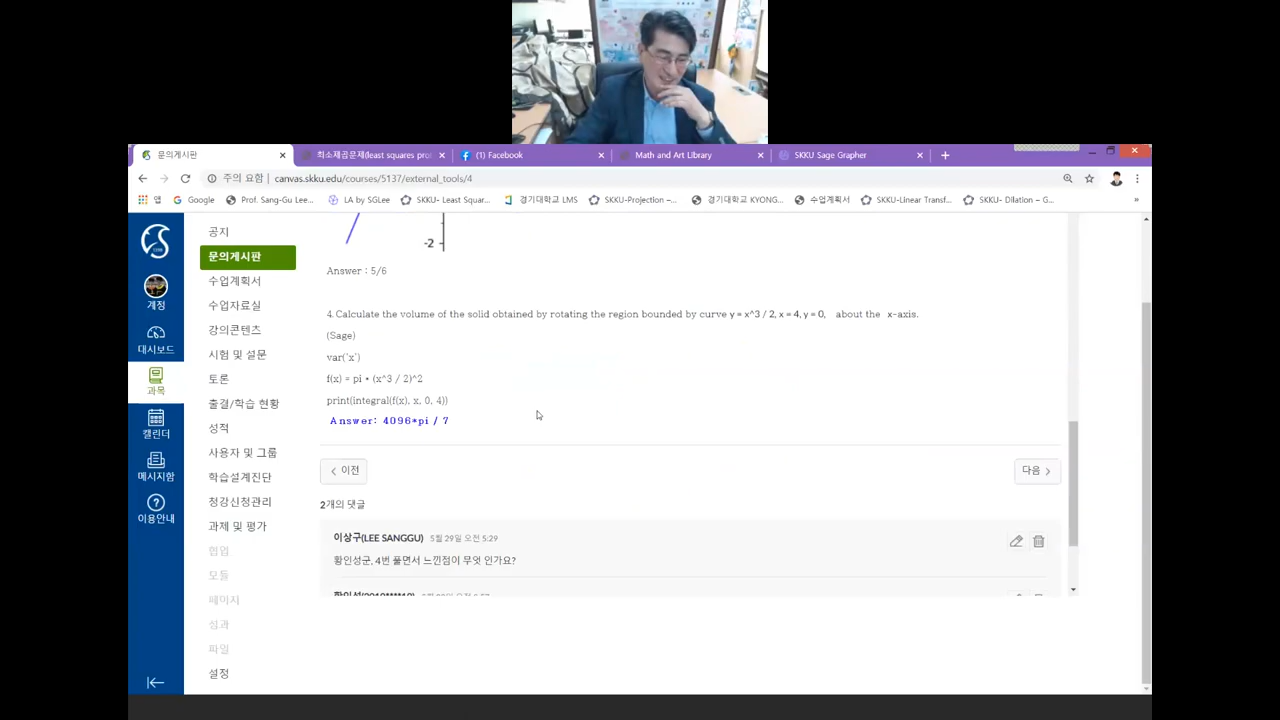 문의게시판
최소제곱문제(least squares pro
(1) Facebook
Math and Art Library
SKKU Sage Grapher
주의 요함 | canvas.skku.edu/courses/5137/external_tools/4
앱
Google
Prof. Sang-Gu Lee...
LA by SGLee
SKKU- Least Squar...
경기대학교 LMS
SKKU-Projection –...
경기대학교 KYONG...
수업계획서
SKKU-Linear Transf...
SKKU- Dilation – G...
»
계정
대시보드
과목
캘린더
메시지함
이용안내
공지
문의게시판
수업계획서
수업자료실
강의콘텐츠
시험 및 설문
토론
출결/학습 현황
성적
사용자 및 그룹
학습설계진단
청강신청관리
과제 및 평가
협업
모듈
페이지
성과
파일
설정
-2
Answer : 5/6
4. Calculate the volume of the solid obtained by rotating the region bounded by curve y = x^3 / 2, x = 4, y = 0, about the x-axis.
(Sage)
var('x')
f(x) = pi * (x^3 / 2)^2
print(integral(f(x), x, 0, 4))
Answer: 4096*pi / 7
이전
다음
2개의 댓글
이상구(LEE SANGGU) 5월 29일 오전 5:29
황인성군, 4번 풀면서 느낀점이 무엇 인가요?